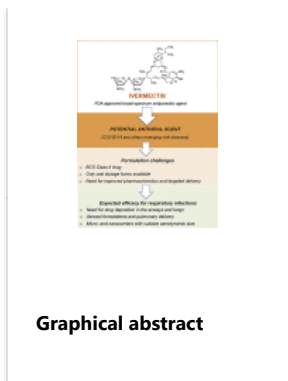 IVERMECTIN
FDA approved broad spectrum antiparasitic agent
POTENTIAL ANTIVIRAL AGENT
(COVID-19 and other emerging viral diseases)
Formulation challenges
BCS Class II drug
Only oral dosage forms available
Need for improved pharmacokinetics and targeted delivery
Expected efficacy for respiratory infections
Need for drug deposition in the airways and lungs
Aerosol formulations and pulmonary delivery
Micro- and nanocarriers with suitable aerodynamic size
Graphical abstract